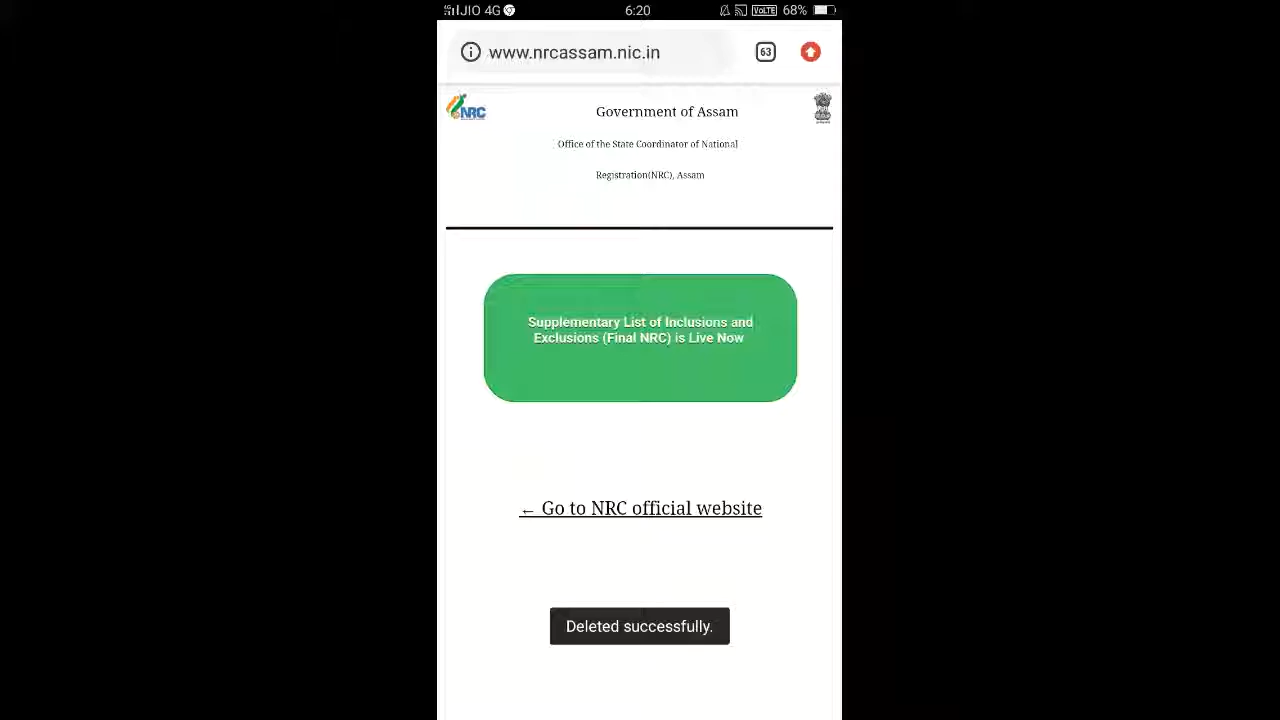 JIO 4G 6:20 VoLTE 68%
www.nrcassam.nic.in 63
NRC
Government of Assam
Office of the State Coordinator of National
Registration(NRC), Assam
Supplementary List of Inclusions and
Exclusions (Final NRC) is Live Now
← Go to NRC official website
Deleted successfully.